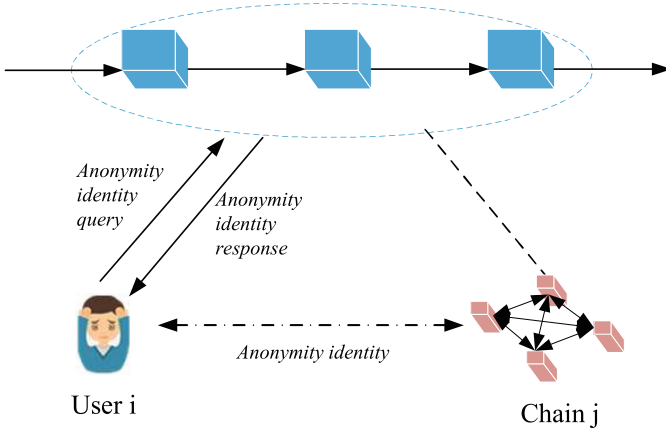 Anonymity
identity
query
Anonymity
identity
response
Anonymity identity
User i
Chain j